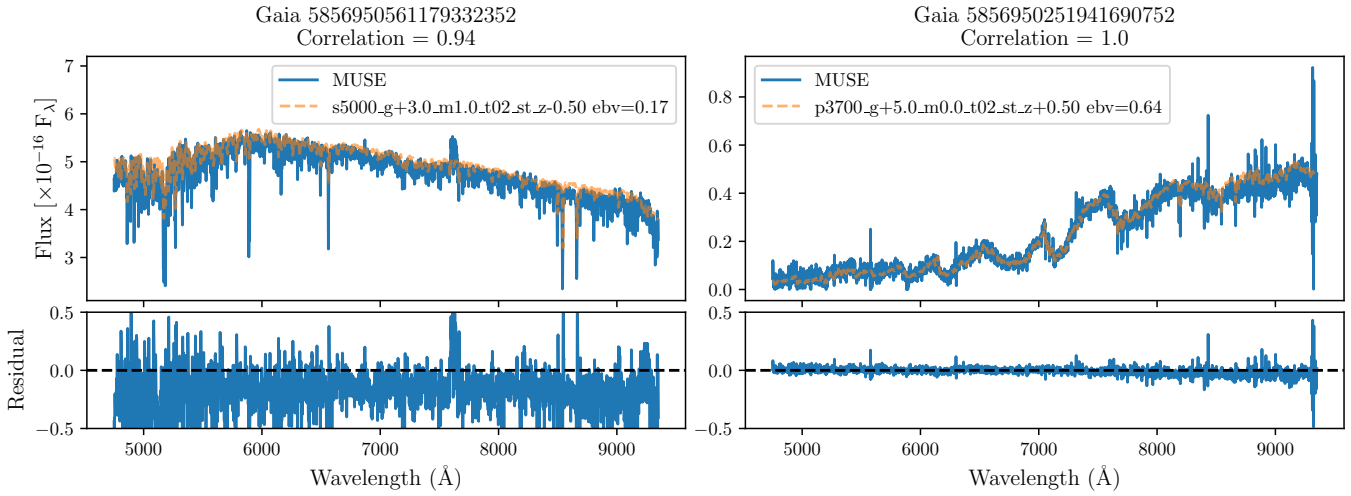 Gaia 5856950561179332352
Correlation = 0.94
MUSE
s5000_g+3.0_m1.0_t02_st_z-0.50 ebv=0.17
Flux [×10⁻¹⁶ F_λ]
7
6
5
4
3
0.5
0.0
−0.5
Residual
5000 6000 7000 8000 9000
Wavelength (Å)
Gaia 5856950251941690752
Correlation = 1.0
MUSE
p3700_g+5.0_m0.0_t02_st_z+0.50 ebv=0.64
0.8
0.6
0.4
0.2
0.0
0.5
0.0
−0.5
5000 6000 7000 8000 9000
Wavelength (Å)